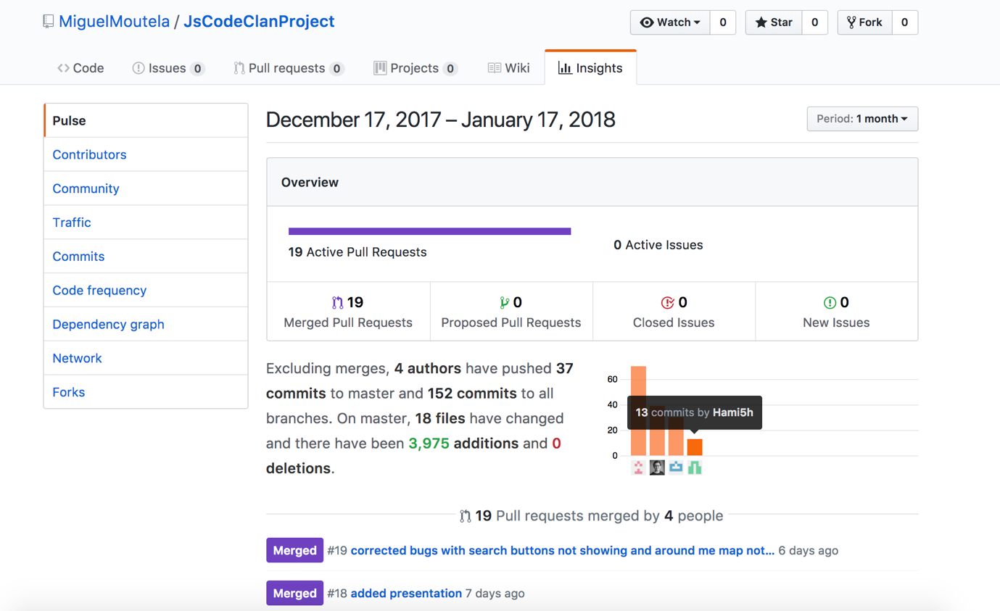 MiguelMoutela / JsCodeClanProject
Watch 0 Star 0 Fork 0
Code Issues 0 Pull requests 0 Projects 0 Wiki Insights
Pulse
Contributors
Community
Traffic
Commits
Code frequency
Dependency graph
Network
Forks
December 17, 2017 – January 17, 2018
Period: 1 month
Overview
19 Active Pull Requests
0 Active Issues
19
Merged Pull Requests
0
Proposed Pull Requests
0
Closed Issues
0
New Issues
Excluding merges, 4 authors have pushed 37
commits to master and 152 commits to all
branches. On master, 18 files have changed
and there have been 3,975 additions and 0
deletions.
60
40
20
0
13 commits by Hami5h
19 Pull requests merged by 4 people
Merged #19 corrected bugs with search buttons not showing and around me map not... 6 days ago
Merged #18 added presentation 7 days ago